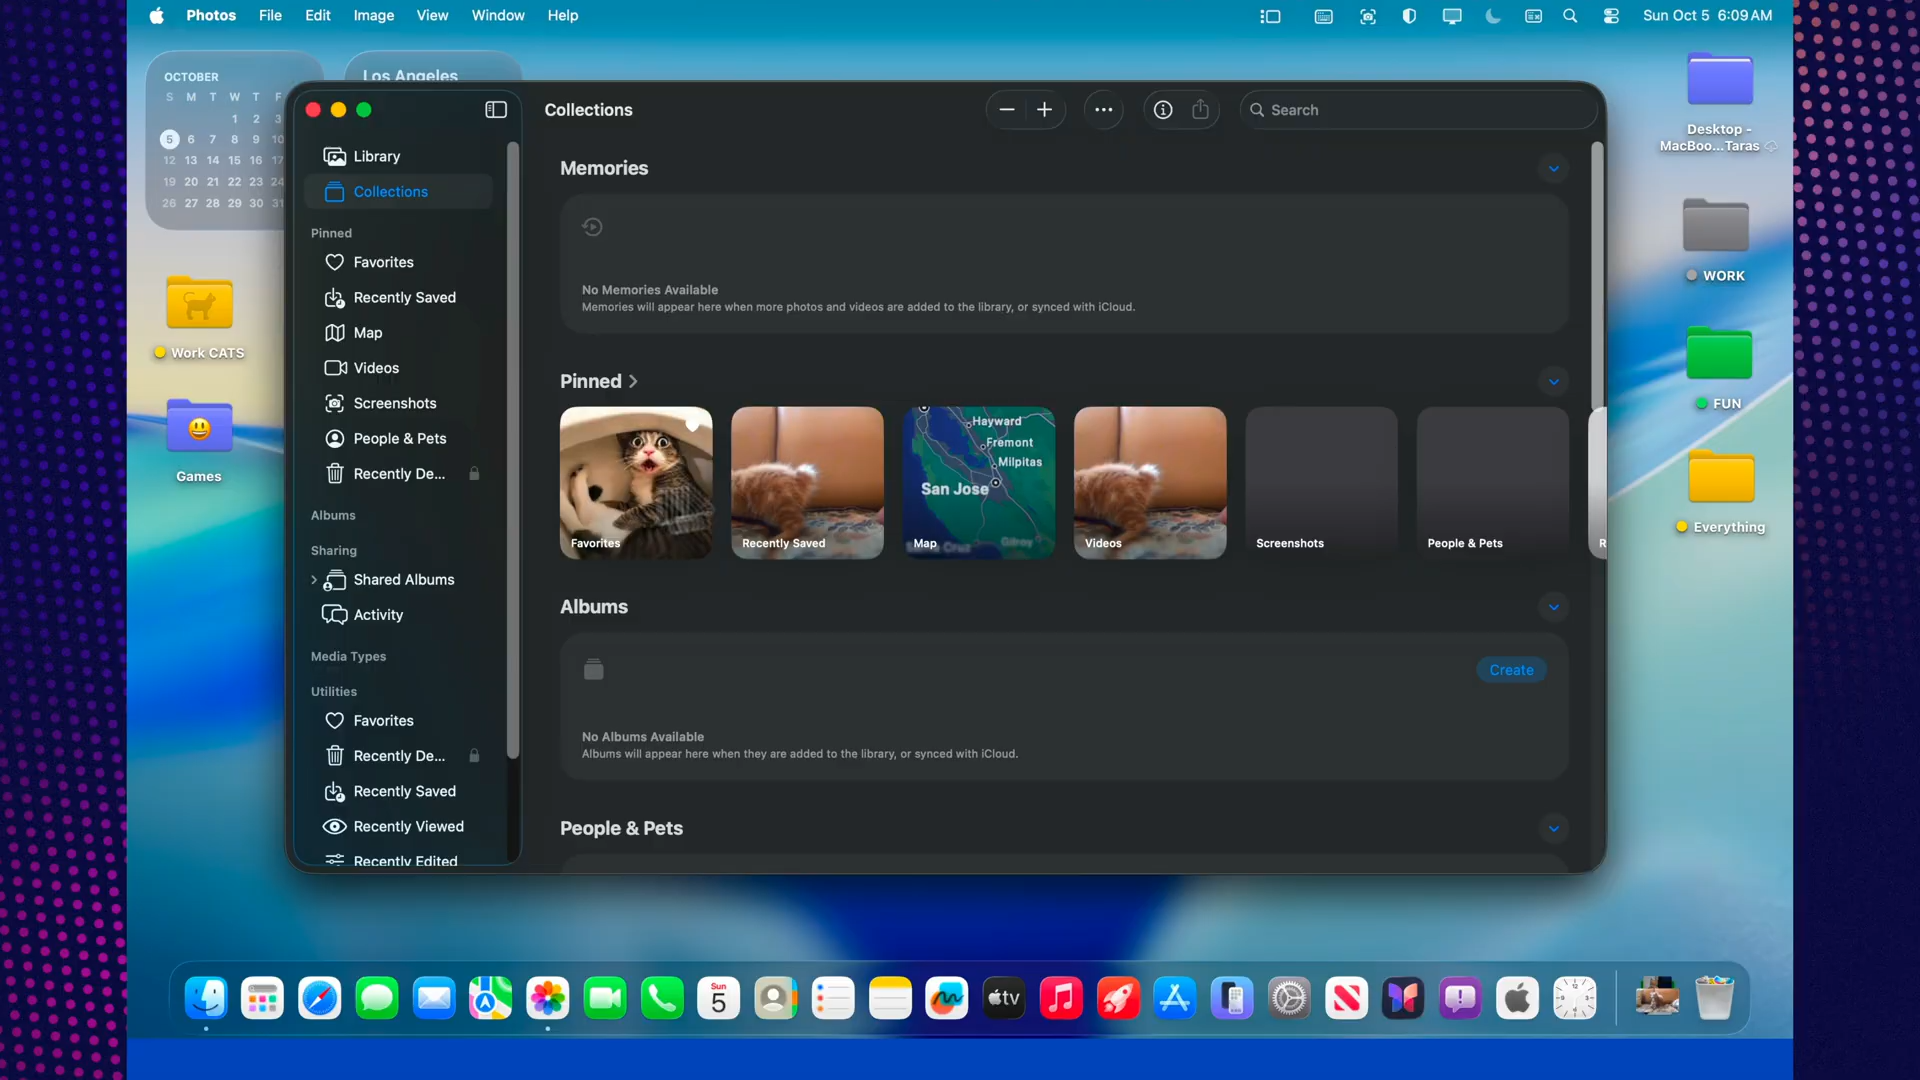 Photos File Edit Image View Window Help
Sun Oct 5 6:09 AM
OCTOBER
S M T W T F
1 2 3
5 6 7 8 9 10
12 13 14 15 16 17
19 20 21 22 23 24
26 27 28 29 30 31
Los Angeles
Work CATS
Games
Library
Collections
Pinned
Favorites
Recently Saved
Map
Videos
Screenshots
People & Pets
Recently De...
Albums
Sharing
Shared Albums
Activity
Media Types
Utilities
Favorites
Recently De...
Recently Saved
Recently Viewed
Recently Edited
Collections
Search
Memories
No Memories Available
Memories will appear here when more photos and videos are added to the library, or synced with iCloud.
Pinned
Favorites
Recently Saved
Hayward
Fremont
Milpitas
San Jose
Gilroy
Map
Videos
Screenshots
People & Pets
R
Albums
Create
No Albums Available
Albums will appear here when they are added to the library, or synced with iCloud.
People & Pets
Desktop -
MacBoo...Taras
WORK
FUN
Everything
Sun
5
tv